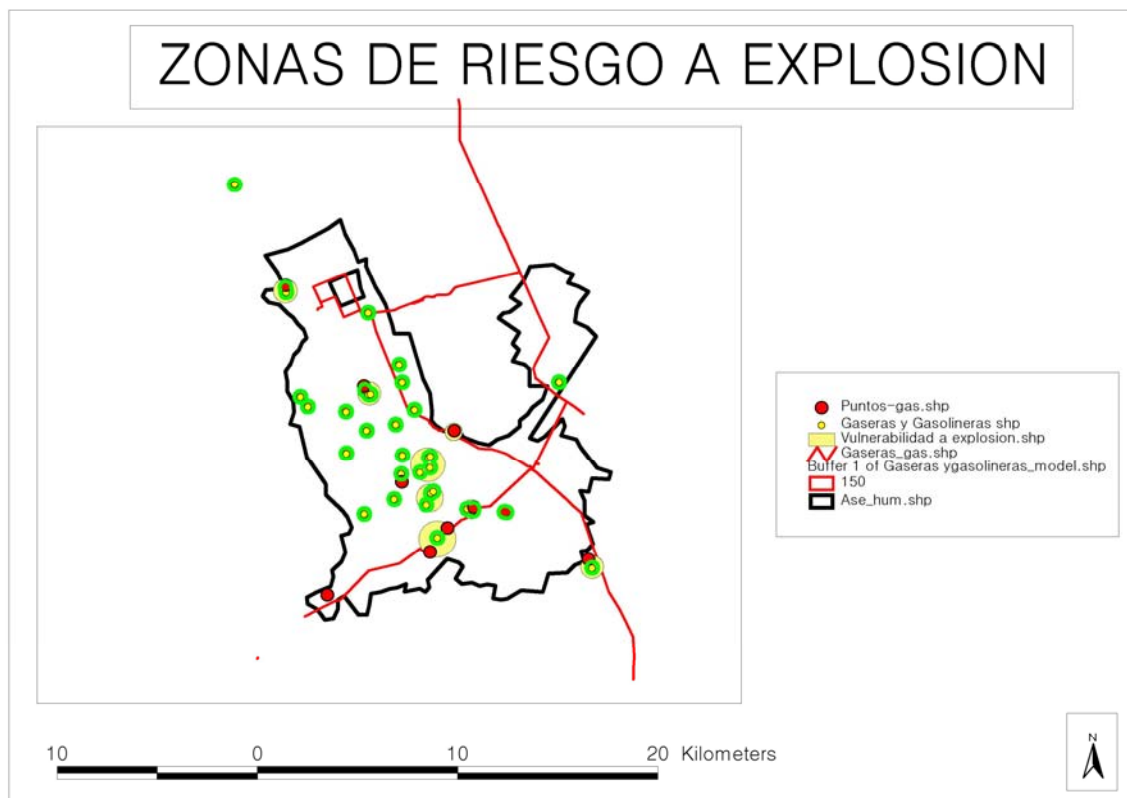 ZONAS DE RIESGO A EXPLOSION
Puntos-gas.shp
Gaseras y Gasolineras shp
Vulnerabilidad a explosion.shp
Gaseras_gas.shp
Buffer 1 of Gaseras ygasolineras_model.shp
150
Ase_hum.shp
10 0 10 20 Kilometers
N